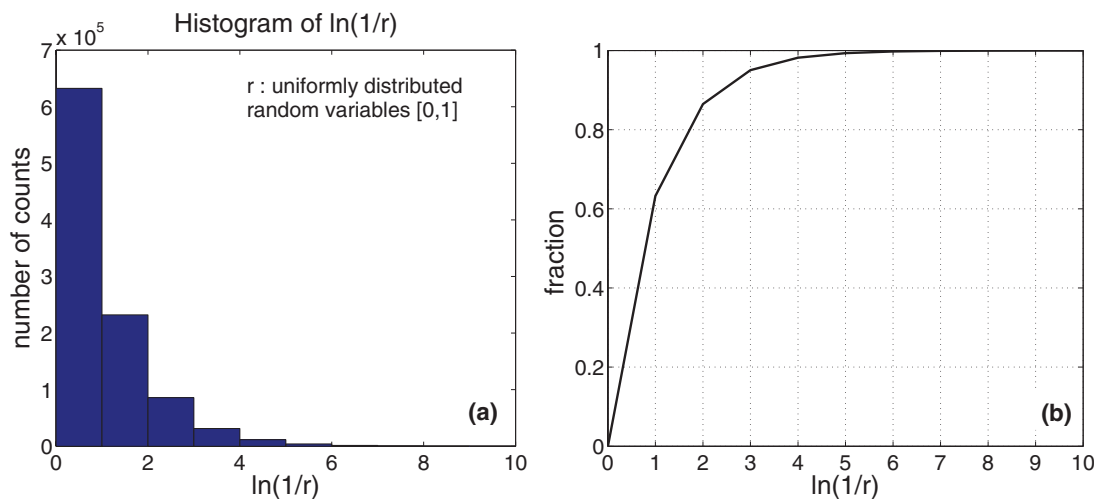 Histogram of ln(1/r)
x 10⁵
7
6
5
4
3
2
1
0
number of counts
r : uniformly distributed
random variables [0,1]
(a)
0 2 4 6 8 10
ln(1/r)
1
0.8
0.6
0.4
0.2
0
fraction
(b)
0 1 2 3 4 5 6 7 8 9 10
ln(1/r)